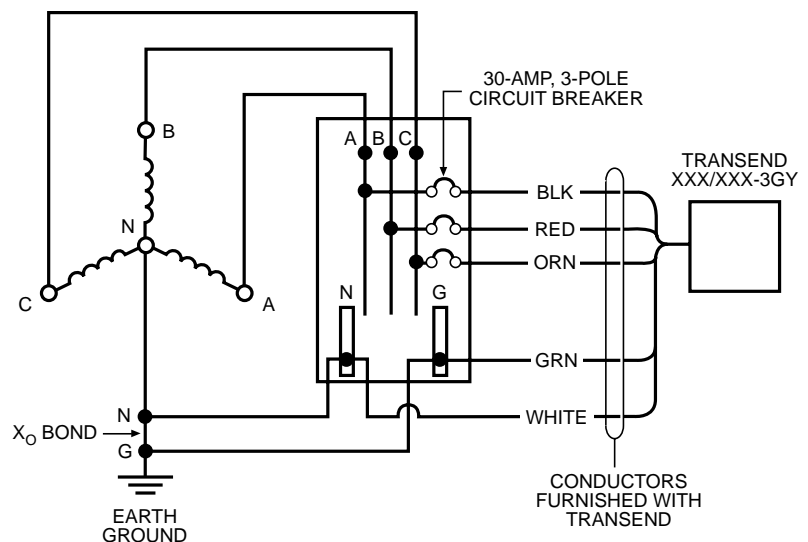 30-AMP, 3-POLE
CIRCUIT BREAKER
B
A B C
TRANSEND
XXX/XXX-3GY
BLK
RED
N
ORN
C
A
N
G
GRN
N
WHITE
XO BOND
G
EARTH
GROUND
CONDUCTORS
FURNISHED WITH
TRANSEND